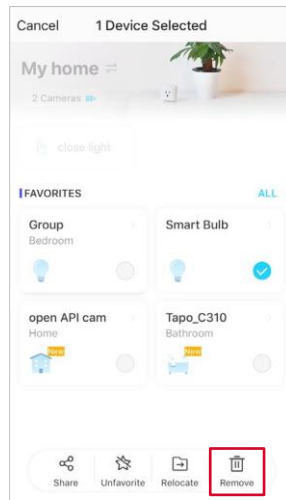 Cancel 1 Device Selected
My home
2 Cameras
close light
FAVORITES ALL
Group Smart Bulb
Bedroom
open API cam Tapo_C310
Home Bathroom
New New
Share Unfavorite Relocate Remove